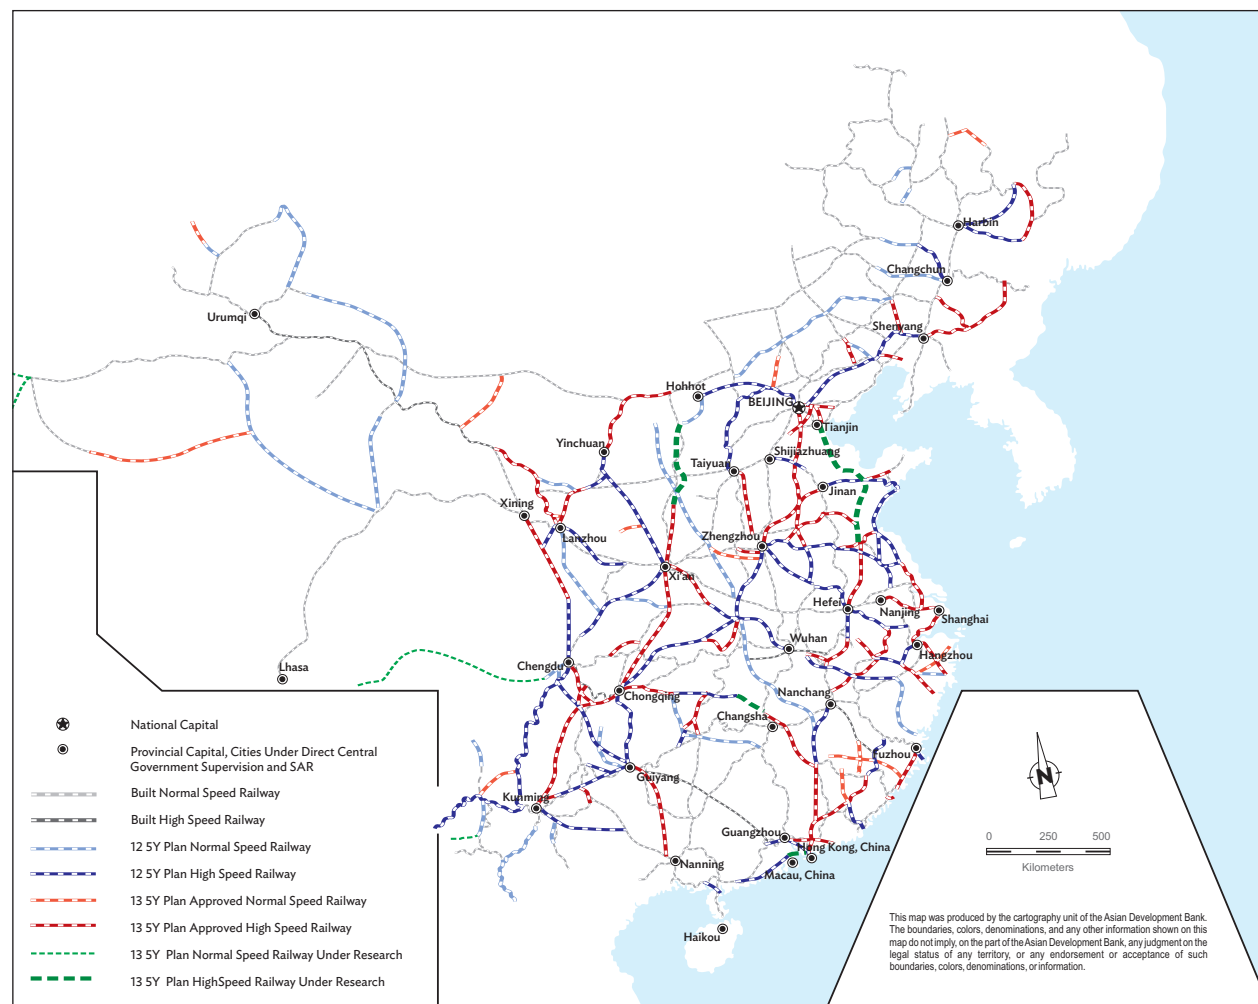 Harbin
Changchun
Urumqi
Shenyang
Hohhot
BEIJING
Tianjin
Yinchuan
Shijiazhuang
Taiyuan
Jinan
Xining
Lanzhou
Zhengzhou
Xi'an
Hefei
Nanjing
Shanghai
Wuhan
Hangzhou
Lhasa
Chengdu
Chongqing
Nanchang
Changsha
Fuzhou
Guiyang
Kunming
Guangzhou
Hong Kong, China
Nanning
Macau, China
Haikou
National Capital
Provincial Capital, Cities Under Direct Central
Government Supervision and SAR
Built Normal Speed Railway
Built High Speed Railway
12 5Y Plan Normal Speed Railway
12 5Y Plan High Speed Railway
13 5Y Plan Approved Normal Speed Railway
13 5Y Plan Approved High Speed Railway
13 5Y Plan Normal Speed Railway Under Research
13 5Y Plan HighSpeed Railway Under Research
N
0 250 500
Kilometers
This map was produced by the cartography unit of the Asian Development Bank.
The boundaries, colors, denominations, and any other information shown on this
map do not imply, on the part of the Asian Development Bank, any judgment on the
legal status of any territory, or any endorsement or acceptance of such
boundaries, colors, denominations, or information.